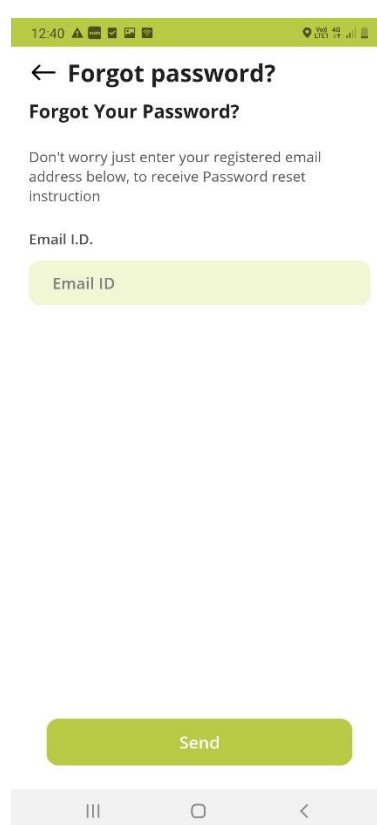 12:40
← Forgot password?
Forgot Your Password?
Don't worry just enter your registered email
address below, to receive Password reset
instruction
Email I.D.
Email ID
Send